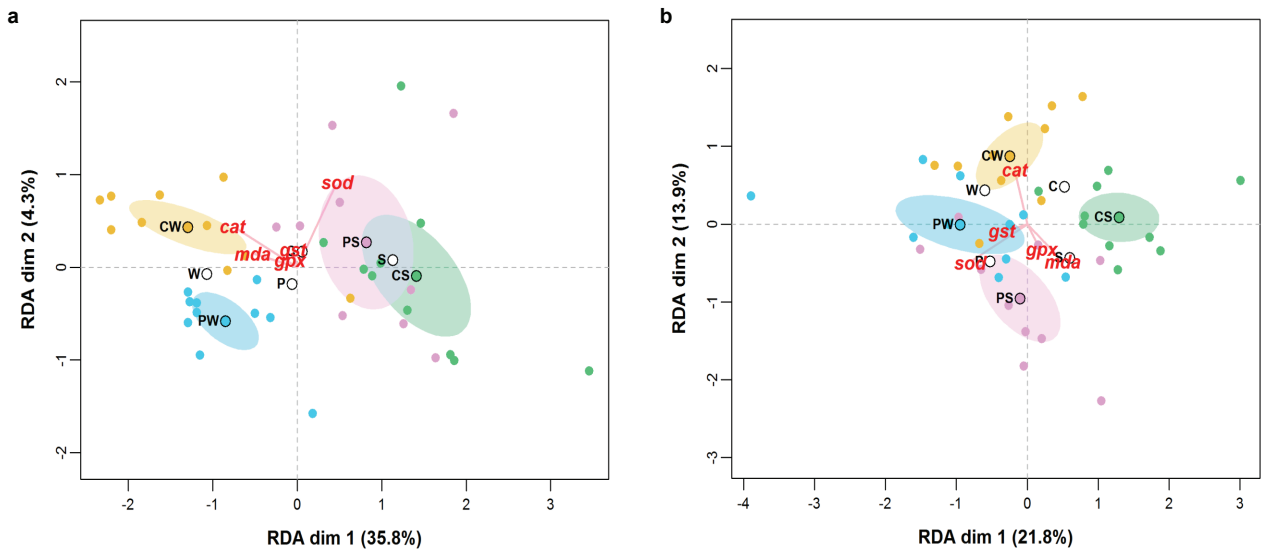 a
RDA dim 2 (4.3%)
2
1
0
-1
-2
sod
cat
CW
mda
gst
gpx
PS
S
CS
W
P
PW
-2 -1 0 1 2 3
RDA dim 1 (35.8%)
b
RDA dim 2 (13.9%)
2
1
0
-1
-2
-3
CW
cat
W
C
PW
CS
gst
gpx
sod
P
S
mda
PS
-4 -3 -2 -1 0 1 2 3
RDA dim 1 (21.8%)